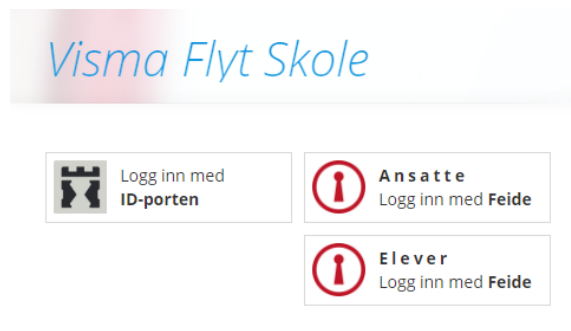 Visma Flyt Skole
Logg inn med
ID-porten
Ansatte
Logg inn med Feide
Elever
Logg inn med Feide